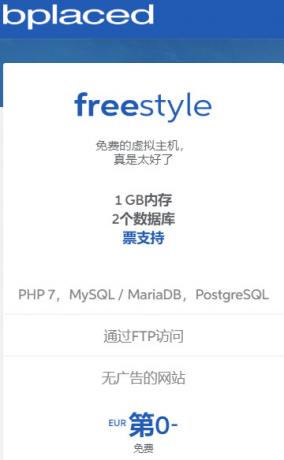 bplaced
freestyle
免费的虚拟主机，
真是太好了
1 GB内存
2个数据库
票支持
PHP 7，MySQL / MariaDB，PostgreSQL
通过FTP访问
无广告的网站
EUR 第0-
免费